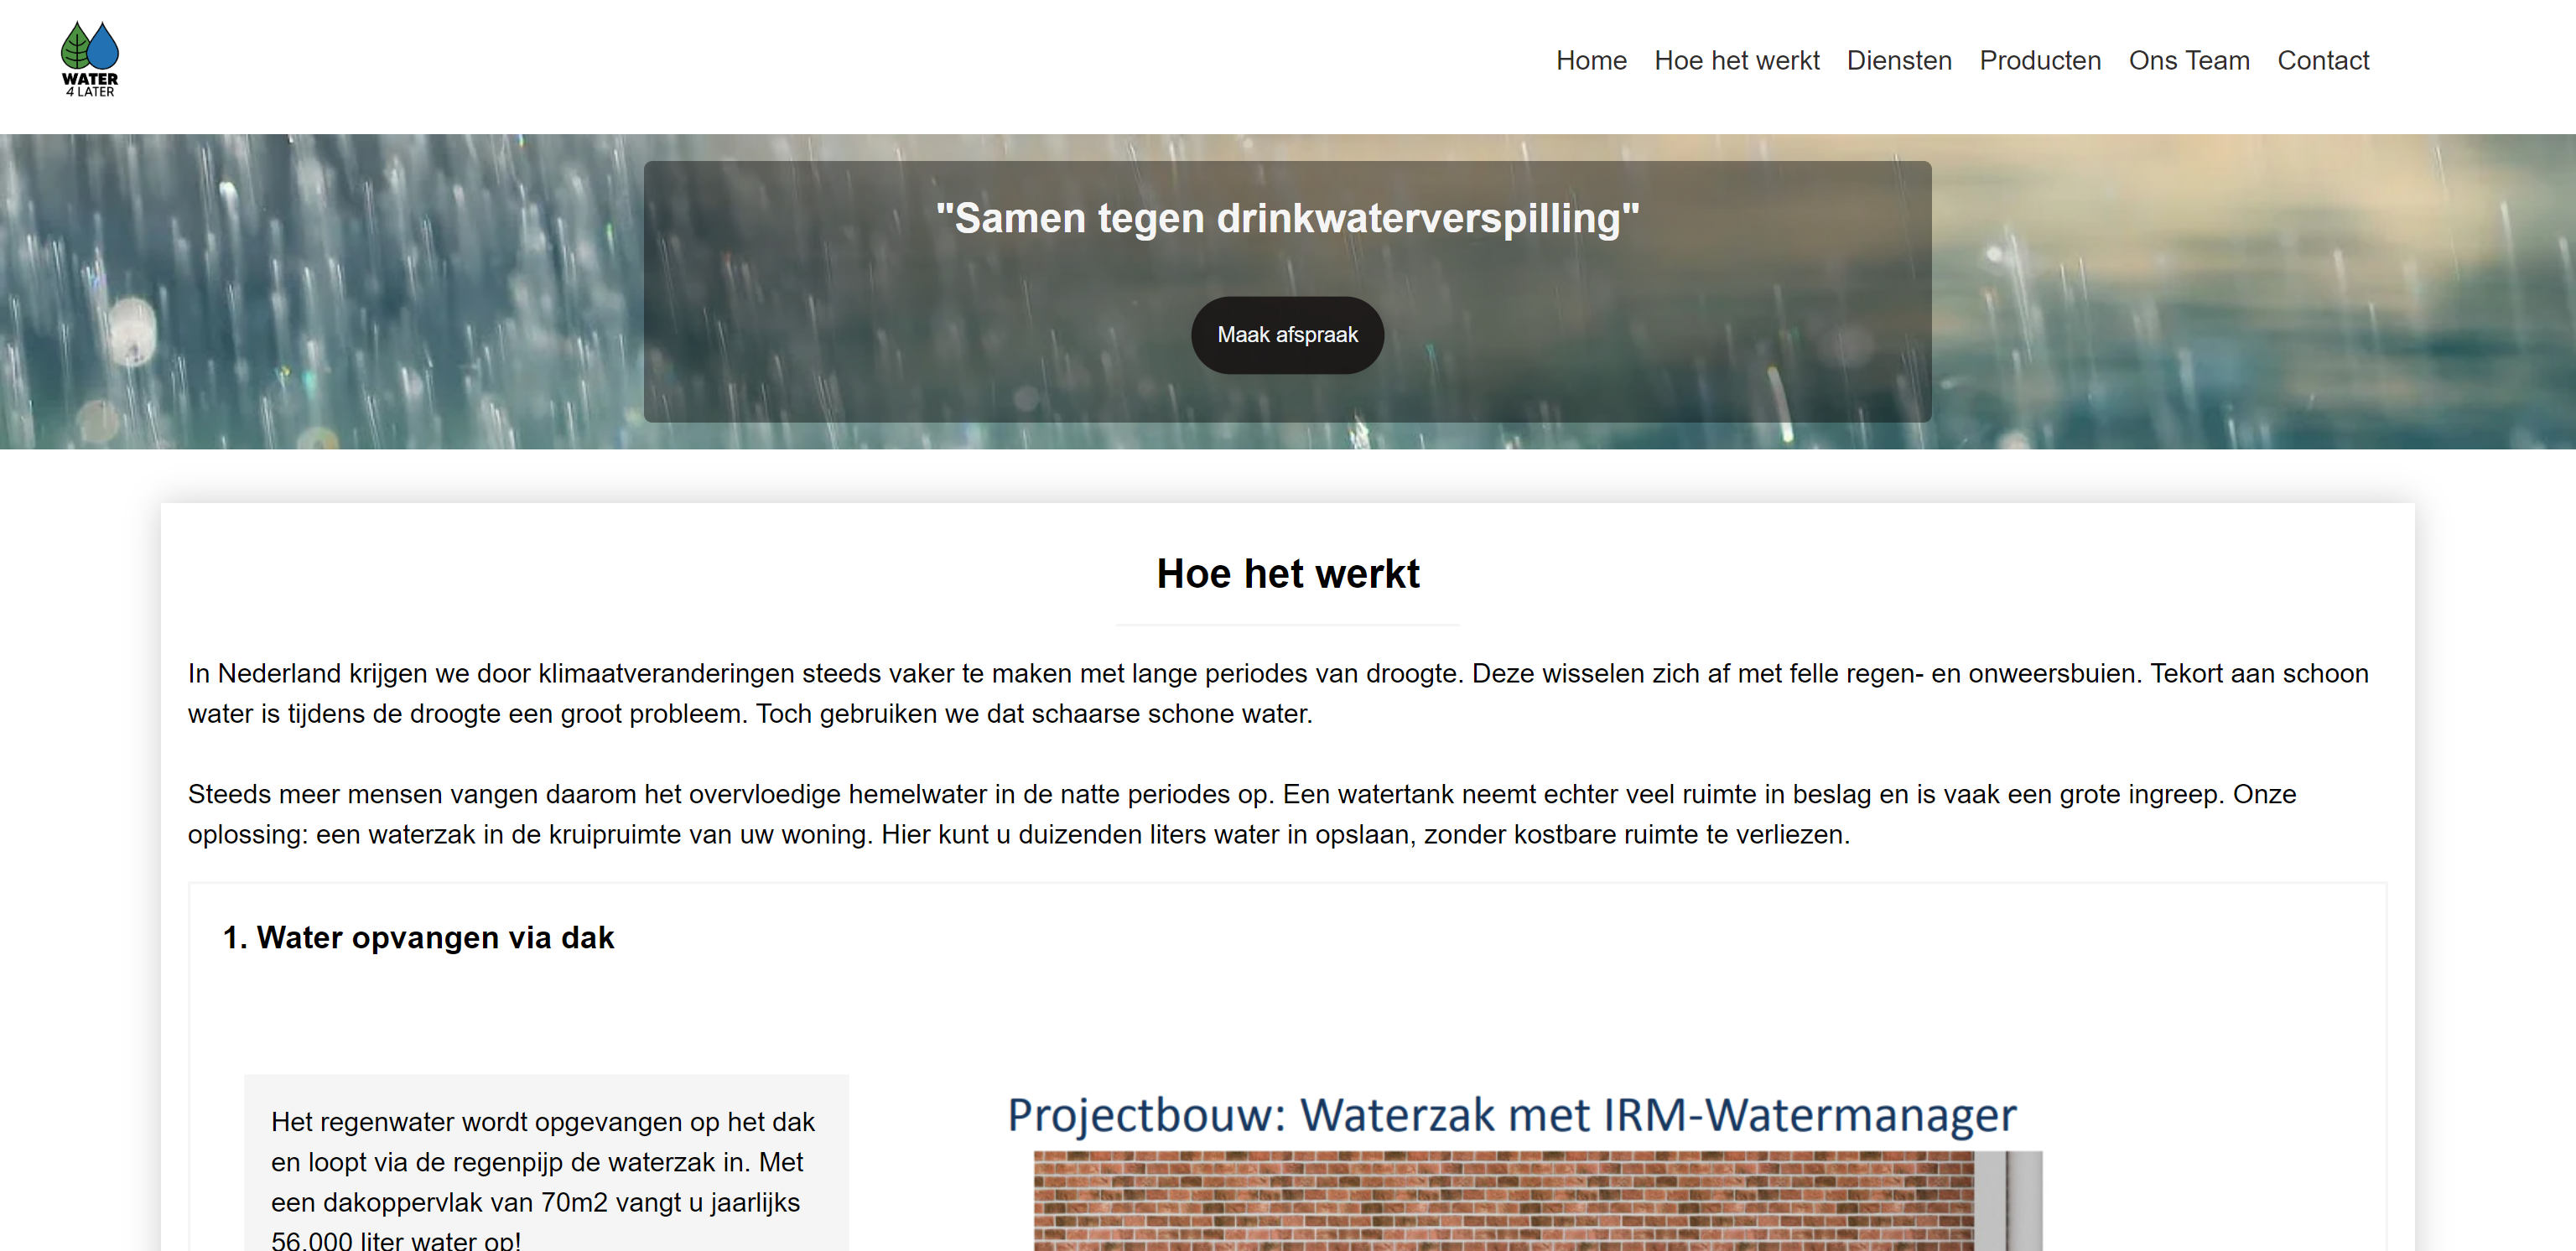 WATER
4 LATER
Home Hoe het werkt Diensten Producten Ons Team Contact
"Samen tegen drinkwaterverspilling"
Maak afspraak
Hoe het werkt
In Nederland krijgen we door klimaatveranderingen steeds vaker te maken met lange periodes van droogte. Deze wisselen zich af met felle regen- en onweersbuien. Tekort aan schoon
water is tijdens de droogte een groot probleem. Toch gebruiken we dat schaarse schone water.
Steeds meer mensen vangen daarom het overvloedige hemelwater in de natte periodes op. Een watertank neemt echter veel ruimte in beslag en is vaak een grote ingreep. Onze
oplossing: een waterzak in de kruipruimte van uw woning. Hier kunt u duizenden liters water in opslaan, zonder kostbare ruimte te verliezen.
1. Water opvangen via dak
Het regenwater wordt opgevangen op het dak
en loopt via de regenpijp de waterzak in. Met
een dakoppervlak van 70m2 vangt u jaarlijks
56.000 liter water op!
Projectbouw: Waterzak met IRM-Watermanager